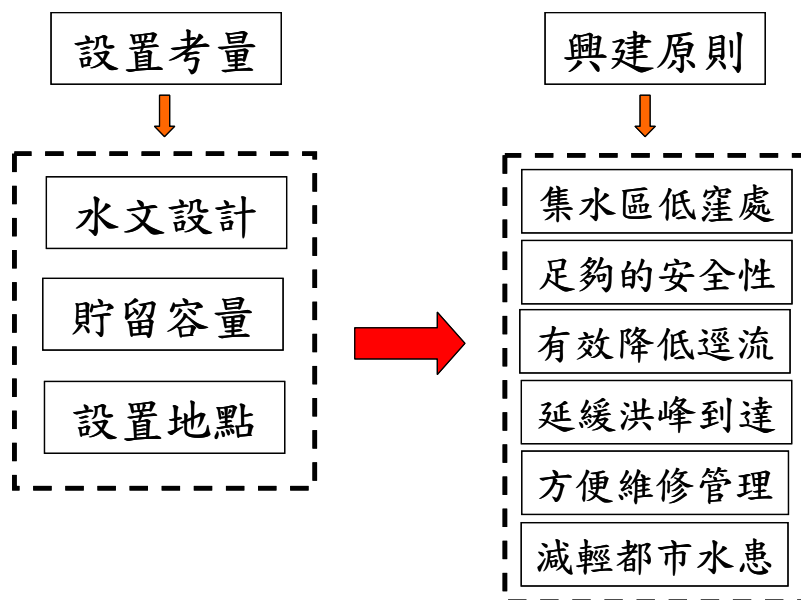 設置考量
水文設計
貯留容量
設置地點
興建原則
集水區低窪處
足夠的安全性
有效降低逕流
延緩洪峰到達
方便維修管理
減輕都市水患